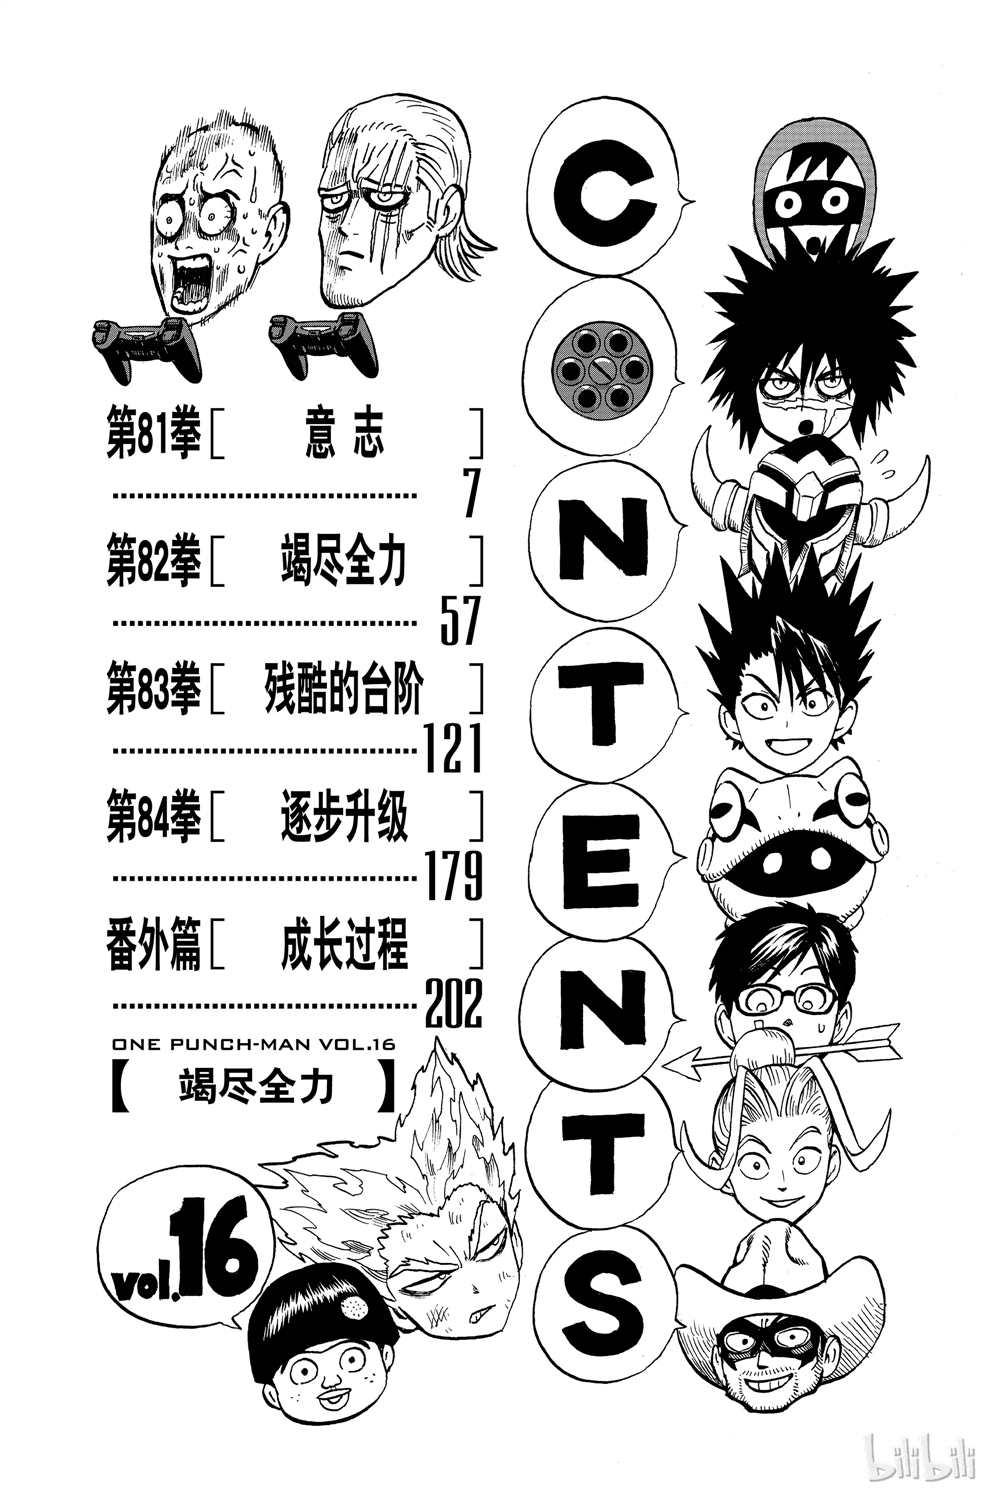 第81拳[ 意志 ]
7
第82拳[ 竭尽全力 ]
57
第83拳[ 残酷的台阶 ]
121
第84拳[ 逐步升级 ]
179
番外篇[ 成长过程 ]
202
ONE PUNCH-MAN VOL.16
【 竭尽全力 】
vol.16
CONTENTS
bilibili